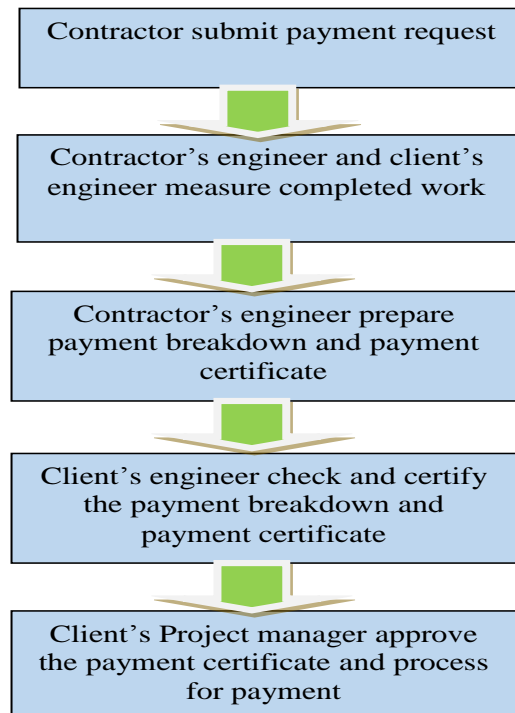 Contractor submit payment request
Contractor’s engineer and client’s
engineer measure completed work
Contractor’s engineer prepare
payment breakdown and payment
certificate
Client’s engineer check and certify
the payment breakdown and
payment certificate
Client’s Project manager approve
the payment certificate and process
for payment